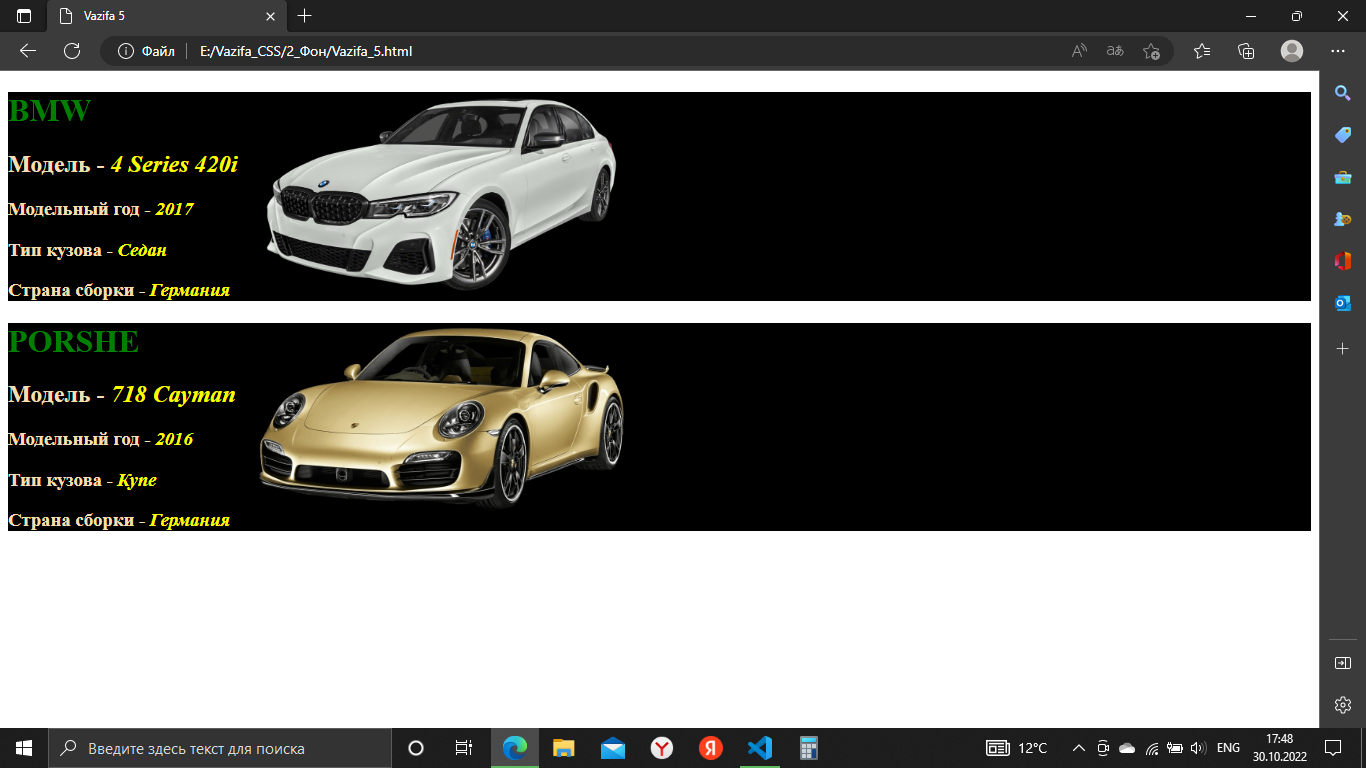 Vazifa 5
Файл
E:/Vazifa_CSS/2_Фон/Vazifa_5.html
BMW
Модель - 4 Series 420i
Модельный год - 2017
Тип кузова - Седан
Страна сборки - Германия
PORSHE
Модель - 718 Cayman
Модельный год - 2016
Тип кузова - Купе
Страна сборки - Германия
Введите здесь текст для поиска
12°C
ENG
17:48
30.10.2022